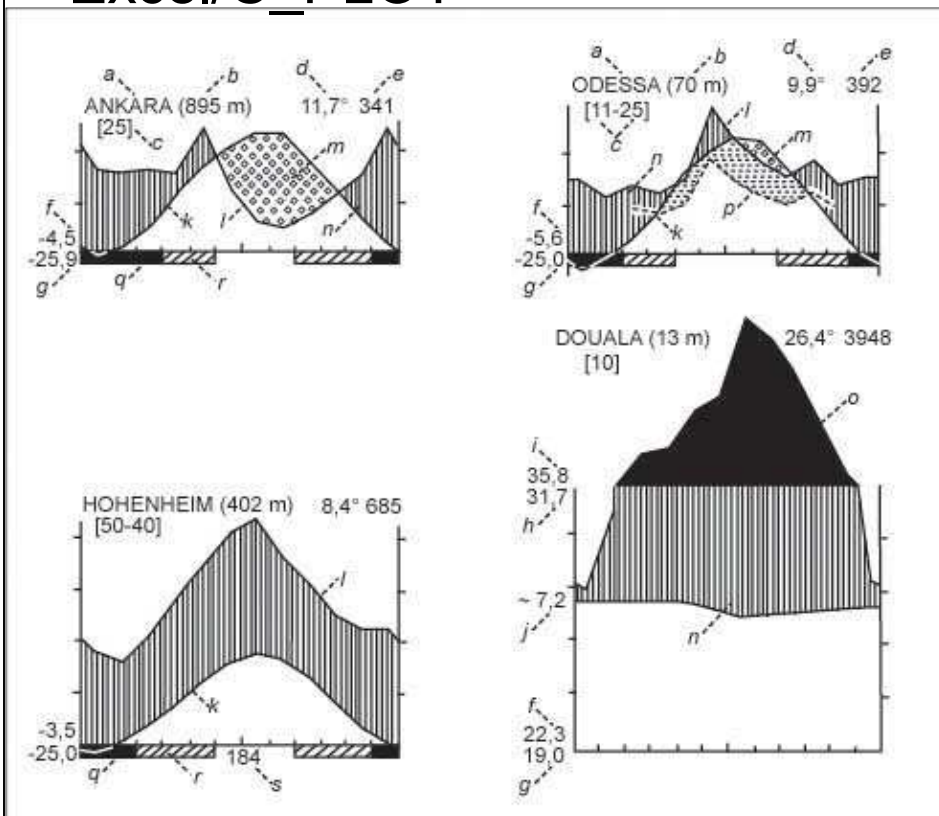 a b d e
ANKARA (895 m) 11,7° 341
[25] c
m
f k l n
-4,5
-25,9
g q r
a b d e
ODESSA (70 m) 9,9° 392
[11-25] l
c n m
p
f k
-5,6
-25,0
g
DOUALA (13 m) 26,4° 3948
[10]
o
i
35,8
31,7
h
~ 7,2
j n
f
22,3
19,0
g
HOHENHEIM (402 m) 8,4° 685
[50-40]
l
k
-3,5
-25,0
184
q r s